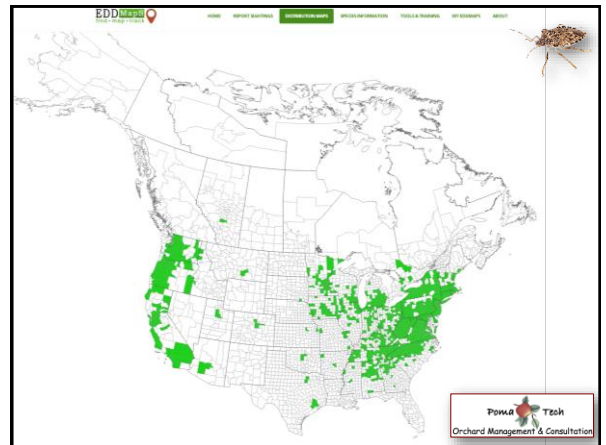 EDDMapS
find • map • track
HOME REPORT SIGHTINGS DISTRIBUTION MAPS SPECIES INFORMATION TOOLS & TRAINING MY EDDMAPS ABOUT
Poma Tech
Orchard Management & Consultation